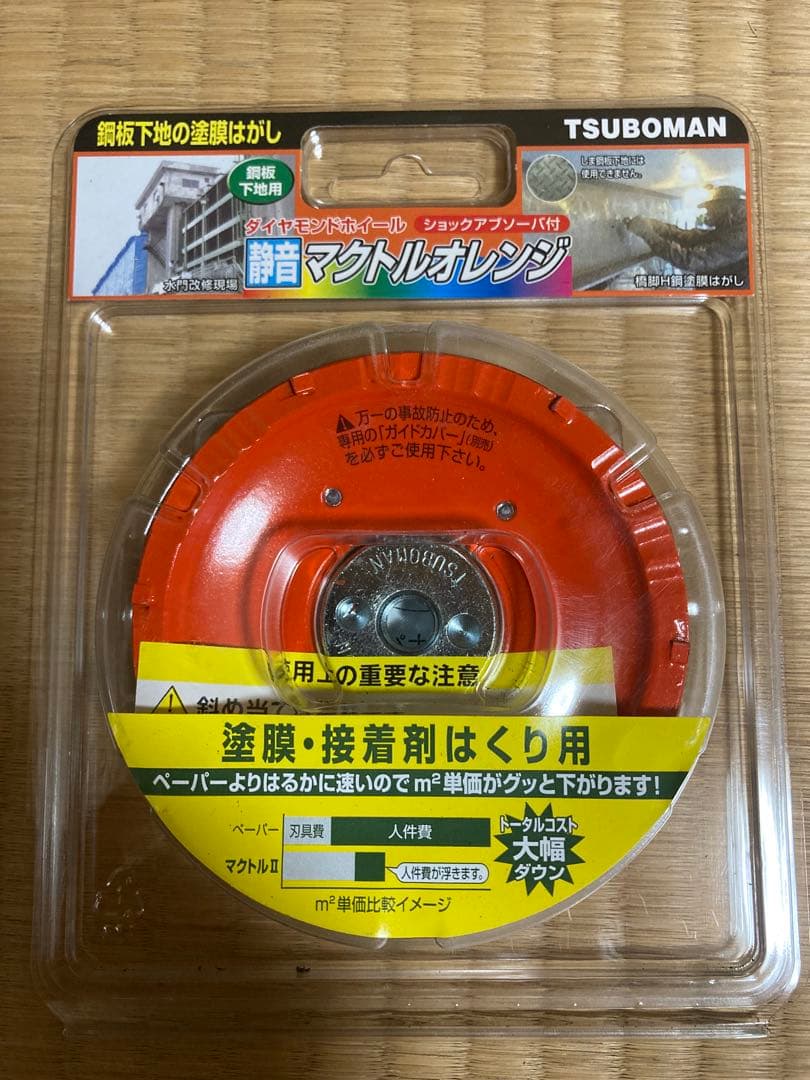 鋼板下地の塗膜はがし
TSUBOMAN
鋼板
下地用
しま鋼板下地には
使用できません。
ダイヤモンドホイール
ショックアブソーバ付
静音 マクトルオレンジ
水門改修現場
橋脚H鋼塗膜はがし
万一の事故防止のため、
専用の「ガイドカバー」(別売)
を必ずご使用下さい。
TSUBOMAN
用上の重要な注意
斜め当て
塗膜・接着剤はくり用
ペーパーよりはるかに速いのでm²単価がグッと下がります!
ペーパー 刃具費 人件費
マクトルII 人件費が浮きます。
トータルコスト
大幅
ダウン
m²単価比較イメージ